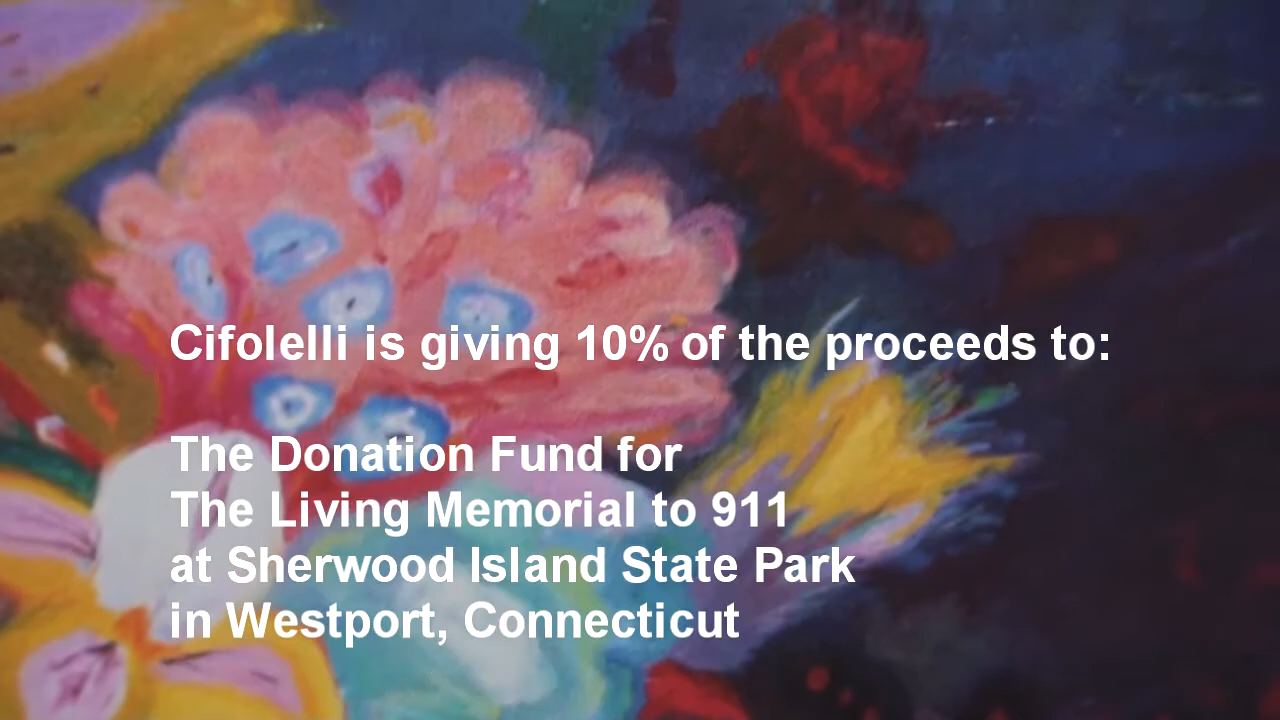 Cifolelli is giving 10% of the proceeds to:
The Donation Fund for
The Living Memorial to 911
at Sherwood Island State Park
in Westport, Connecticut